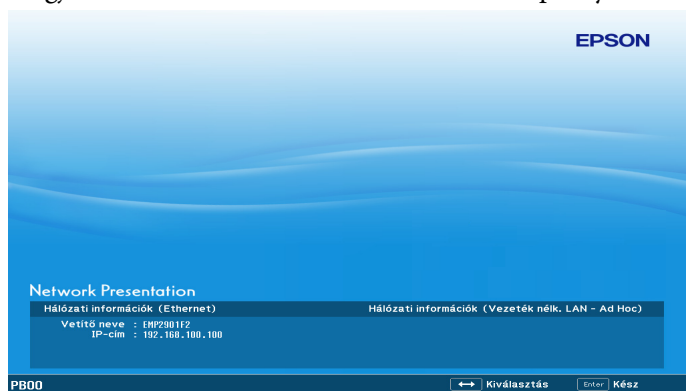 EPSON
Network Presentation
Hálózati információk (Ethernet)
Hálózati információk (Vezeték nélk. LAN - Ad Hoc)
Vetítő neve : EMP2901F2
IP-cím : 192.168.100.100
PB00
Kiválasztás
Enter Kész